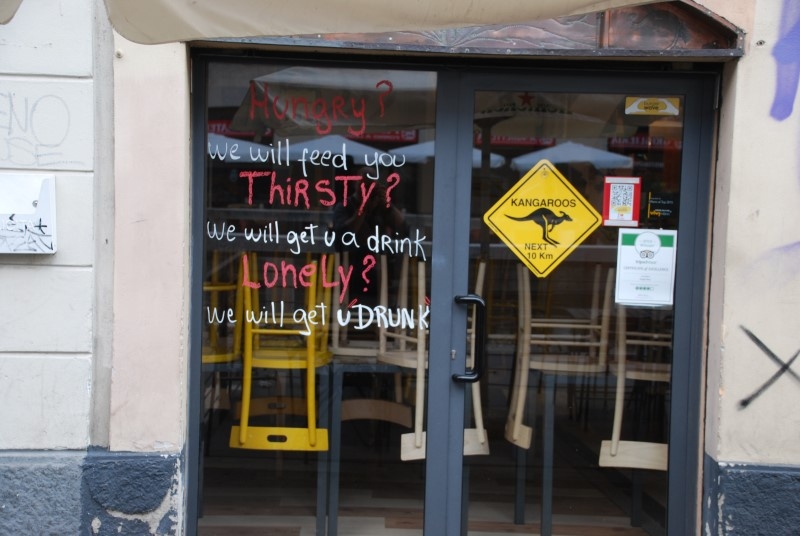 Hungry?
we will feed you
THiRSTY?
we will get u a drink
LoneLy?
we will get u DRUNK
KANGAROOS
NEXT
10 Km